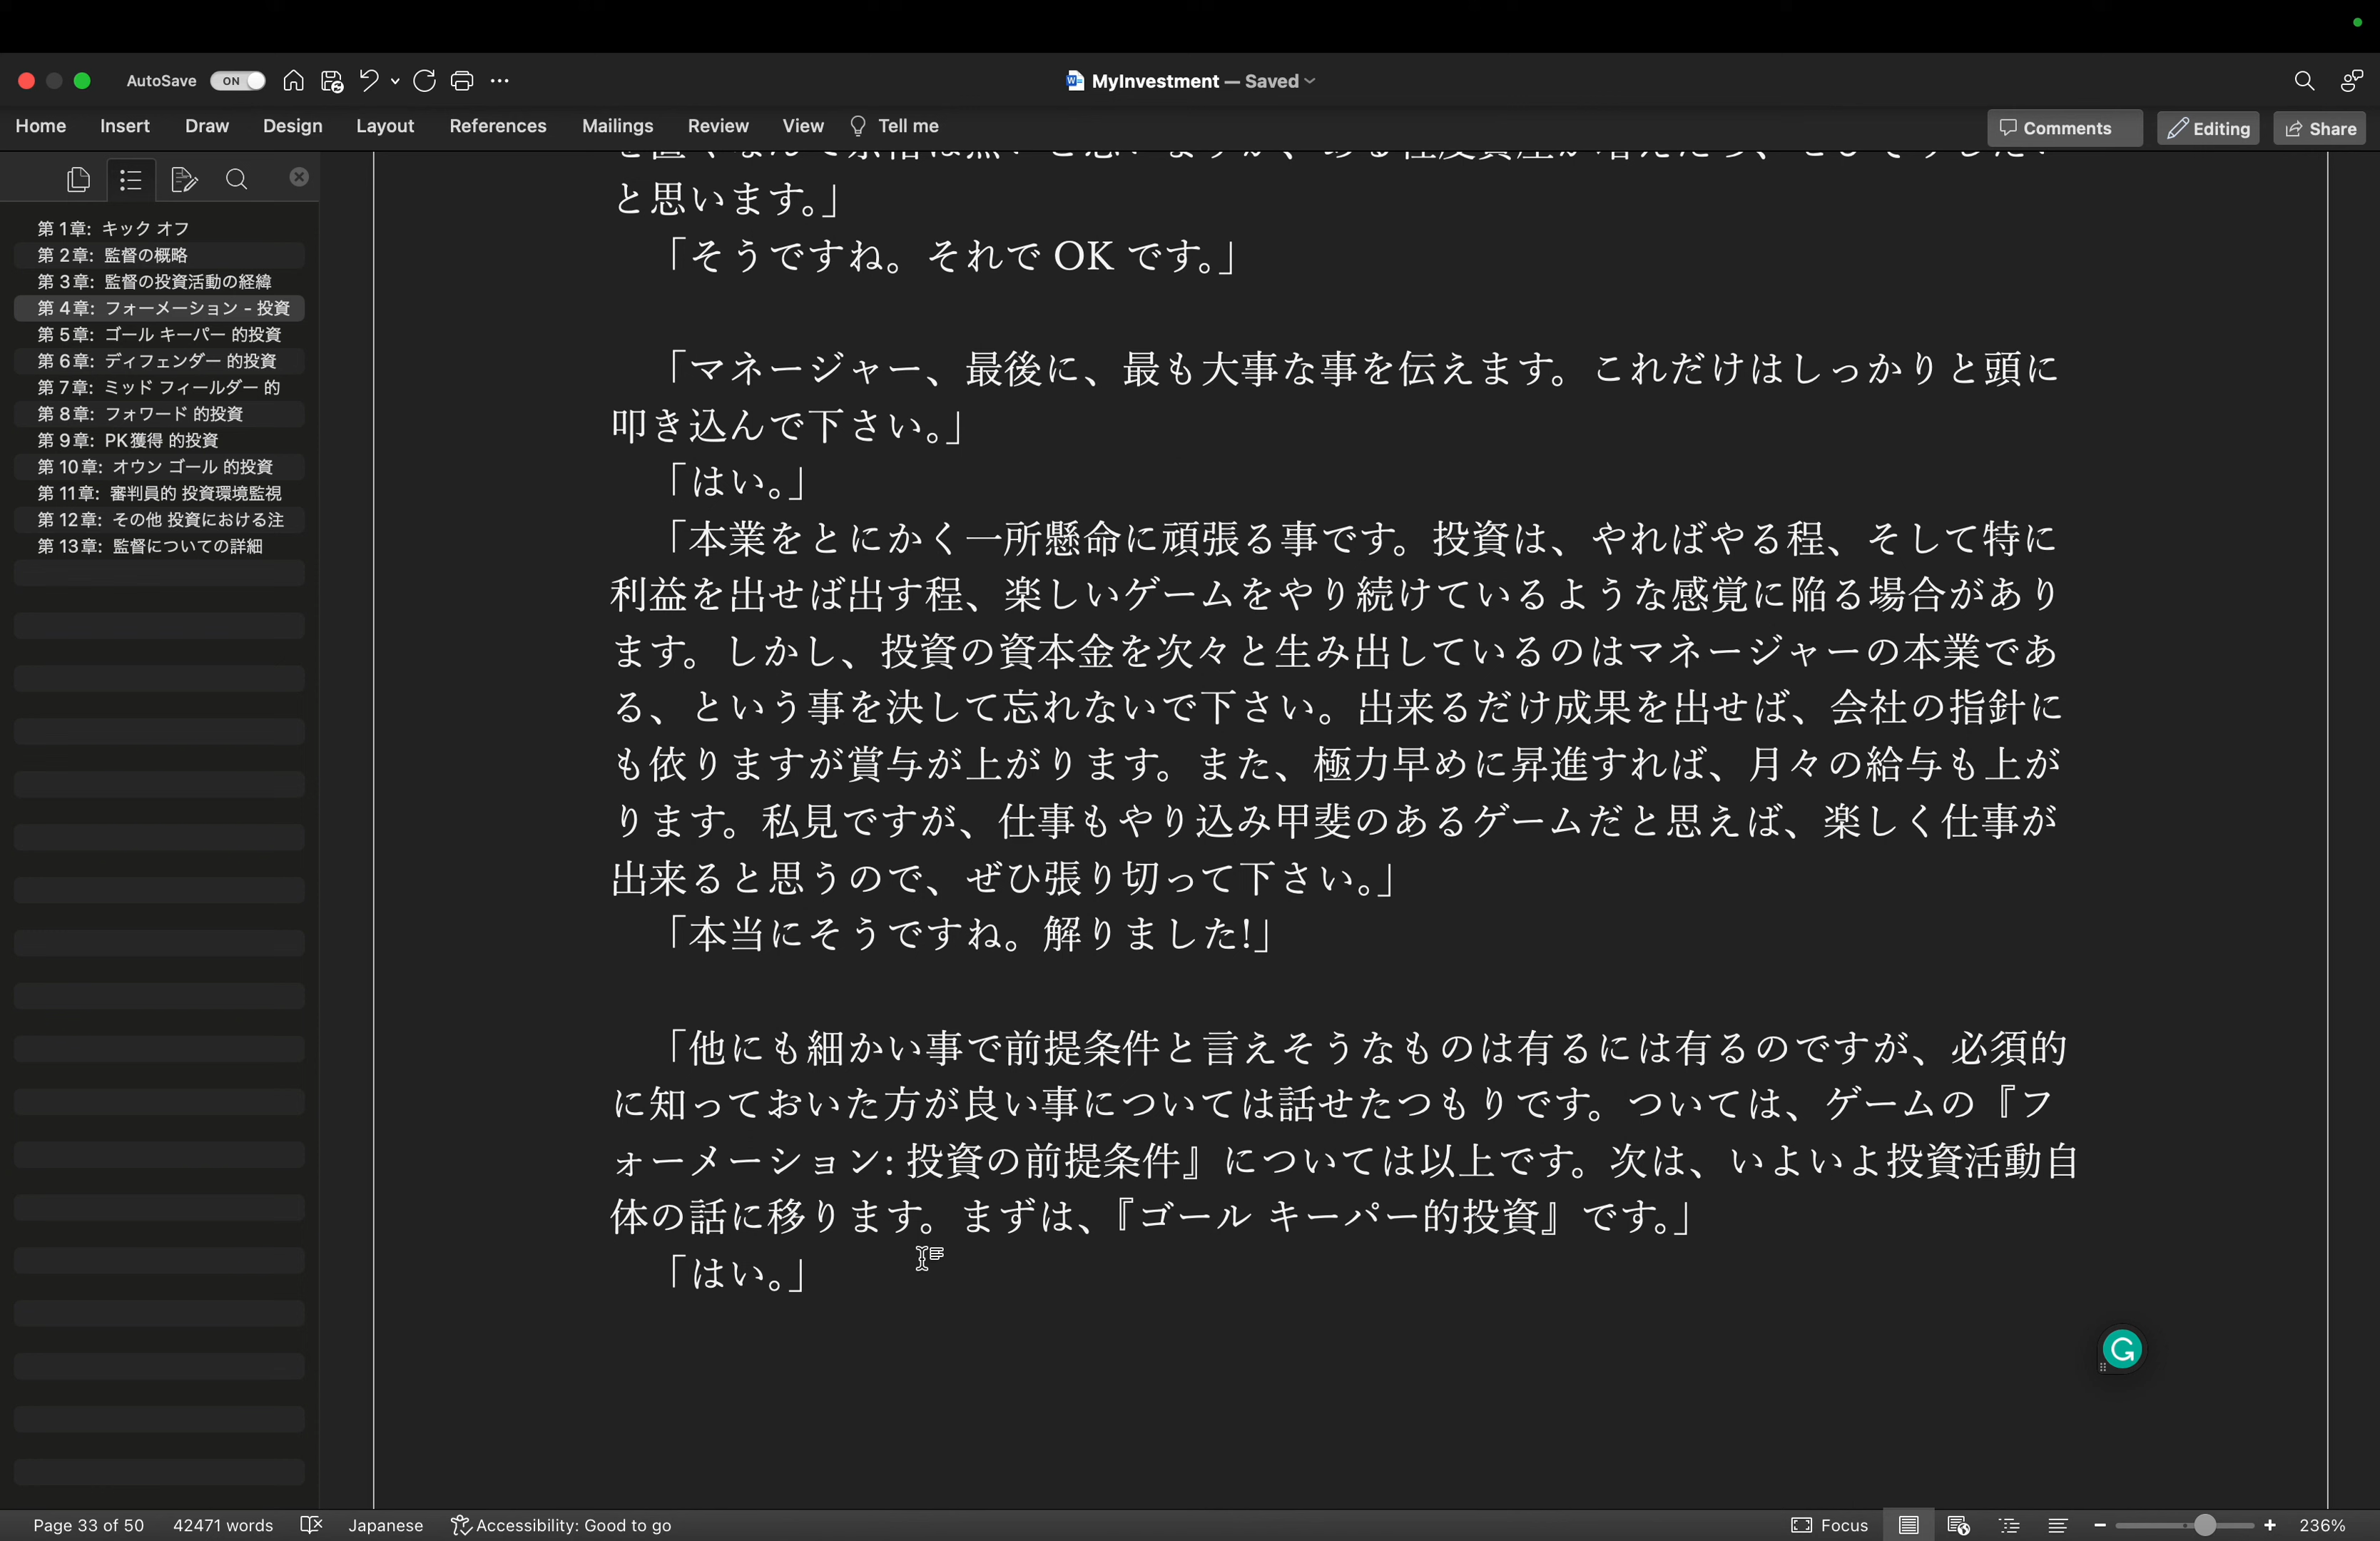 AutoSave ON
MyInvestment — Saved
Home Insert Draw Design Layout References Mailings Review View Tell me
Comments Editing Share
第1章: キック オフ
第2章: 監督の概略
第3章: 監督の投資活動の経緯
第4章: フォーメーション - 投資
第5章: ゴール キーパー 的投資
第6章: ディフェンダー 的投資
第7章: ミッド フィールダー 的
第8章: フォワード 的投資
第9章: PK獲得 的投資
第10章: オウン ゴール 的投資
第11章: 審判員的 投資環境監視
第12章: その他 投資における注
第13章: 監督についての詳細
と思います。」
「そうですね。それで OK です。」
「マネージャー、最後に、最も大事な事を伝えます。これだけはしっかりと頭に
叩き込んで下さい。」
「はい。」
「本業をとにかく一所懸命に頑張る事です。投資は、やればやる程、そして特に
利益を出せば出す程、楽しいゲームをやり続けているような感覚に陥る場合があり
ます。しかし、投資の資本金を次々と生み出しているのはマネージャーの本業であ
る、という事を決して忘れないで下さい。出来るだけ成果を出せば、会社の指針に
も依りますが賞与が上がります。また、極力早めに昇進すれば、月々の給与も上が
ります。私見ですが、仕事もやり込み甲斐のあるゲームだと思えば、楽しく仕事が
出来ると思うので、ぜひ張り切って下さい。」
「本当にそうですね。解りました!」
「他にも細かい事で前提条件と言えそうなものは有るには有るのですが、必須的
に知っておいた方が良い事については話せたつもりです。ついては、ゲームの『フ
ォーメーション: 投資の前提条件』については以上です。次は、いよいよ投資活動自
体の話に移ります。まずは、『ゴール キーパー的投資』です。」
「はい。」
Page 33 of 50 42471 words Japanese Accessibility: Good to go
Focus 236%